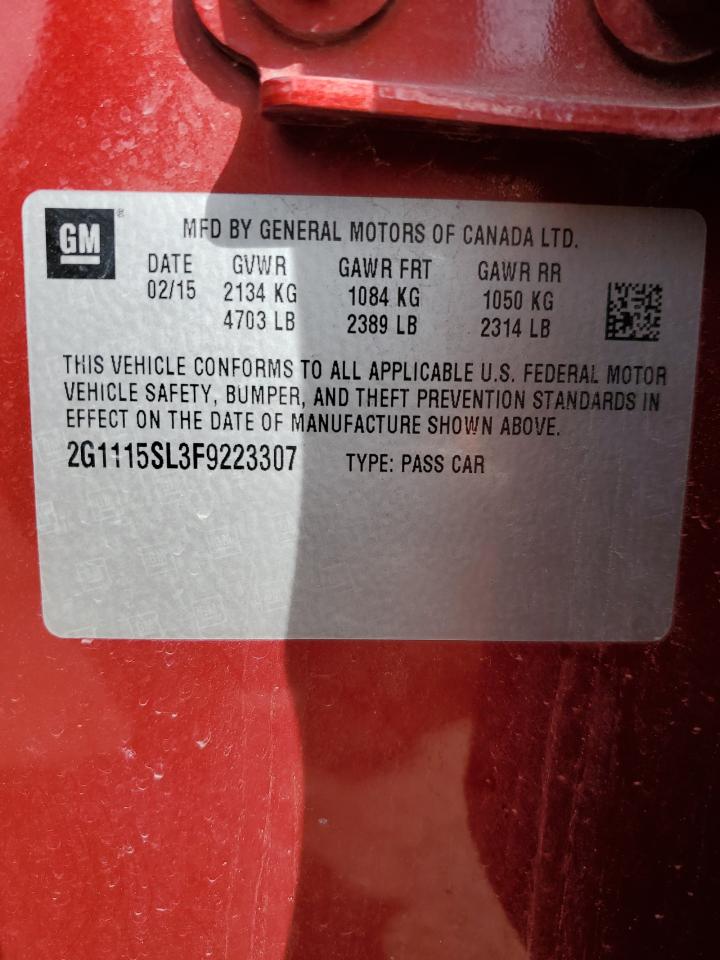 GM
MFD BY GENERAL MOTORS OF CANADA LTD.
DATE GVWR GAWR FRT GAWR RR
02/15 2134 KG 1084 KG 1050 KG
4703 LB 2389 LB 2314 LB
THIS VEHICLE CONFORMS TO ALL APPLICABLE U.S. FEDERAL MOTOR
VEHICLE SAFETY, BUMPER, AND THEFT PREVENTION STANDARDS IN
EFFECT ON THE DATE OF MANUFACTURE SHOWN ABOVE.
2G1115SL3F9223307 TYPE: PASS CAR